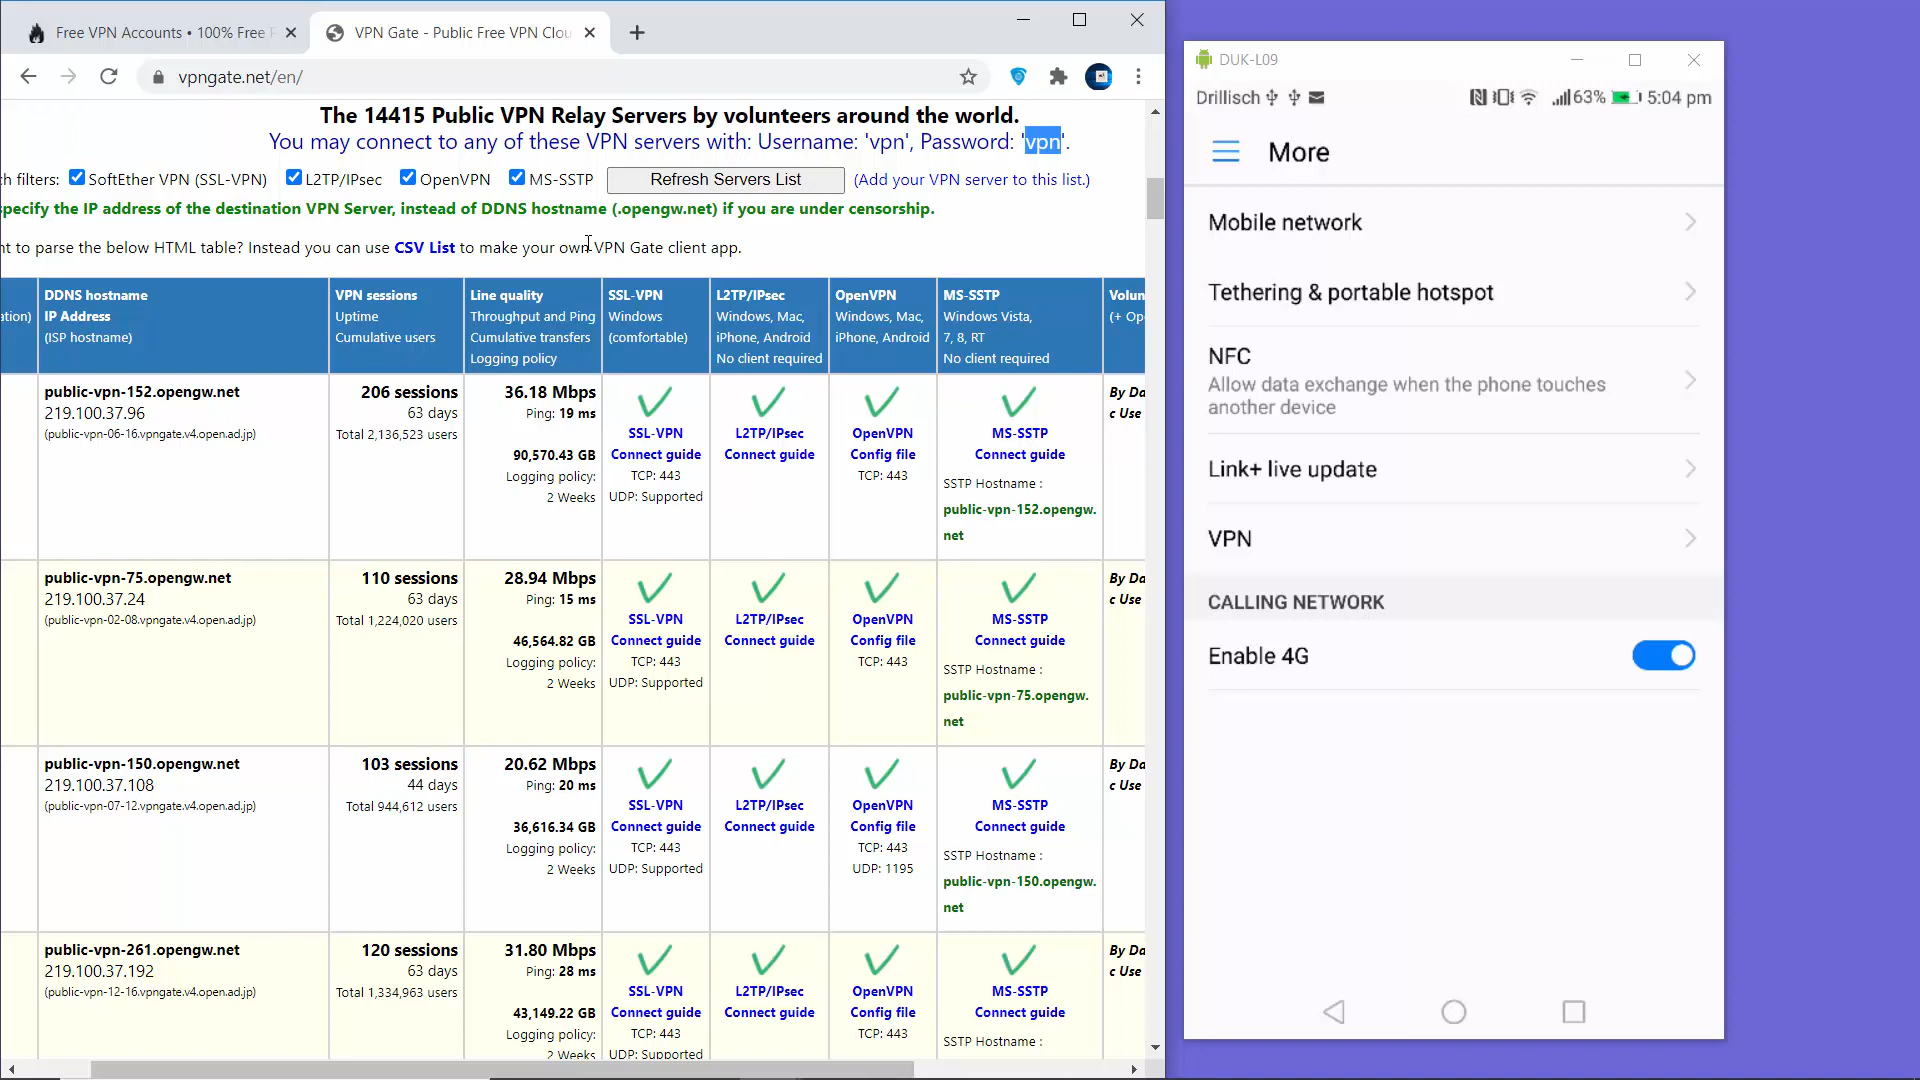 Free VPN Accounts • 100% Free
VPN Gate - Public Free VPN Clou
vpngate.net/en/
The 14415 Public VPN Relay Servers by volunteers around the world.
You may connect to any of these VPN servers with: Username: 'vpn', Password: 'vpn'.
ch filters: SoftEther VPN (SSL-VPN) L2TP/IPsec OpenVPN MS-SSTP Refresh Servers List (Add your VPN server to this list.)
specify the IP address of the destination VPN Server, instead of DDNS hostname (.opengw.net) if you are under censorship.
nt to parse the below HTML table? Instead you can use CSV List to make your own VPN Gate client app.
ation)
DDNS hostname
IP Address
(ISP hostname)
VPN sessions
Uptime
Cumulative users
Line quality
Throughput and Ping
Cumulative transfers
Logging policy
SSL-VPN
Windows
(comfortable)
L2TP/IPsec
Windows, Mac,
iPhone, Android
No client required
OpenVPN
Windows, Mac,
iPhone, Android
MS-SSTP
Windows Vista,
7, 8, RT
No client required
Volun
(+ Op
public-vpn-152.opengw.net
219.100.37.96
(public-vpn-06-16.vpngate.v4.open.ad.jp)
206 sessions
63 days
Total 2,136,523 users
36.18 Mbps
Ping: 19 ms
90,570.43 GB
Logging policy:
2 Weeks
SSL-VPN
Connect guide
TCP: 443
UDP: Supported
L2TP/IPsec
Connect guide
OpenVPN
Config file
TCP: 443
MS-SSTP
Connect guide
SSTP Hostname :
public-vpn-152.opengw.
net
By Da
c Use
public-vpn-75.opengw.net
219.100.37.24
(public-vpn-02-08.vpngate.v4.open.ad.jp)
110 sessions
63 days
Total 1,224,020 users
28.94 Mbps
Ping: 15 ms
46,564.82 GB
Logging policy:
2 Weeks
SSL-VPN
Connect guide
TCP: 443
UDP: Supported
L2TP/IPsec
Connect guide
OpenVPN
Config file
TCP: 443
MS-SSTP
Connect guide
SSTP Hostname :
public-vpn-75.opengw.
net
By Da
c Use
public-vpn-150.opengw.net
219.100.37.108
(public-vpn-07-12.vpngate.v4.open.ad.jp)
103 sessions
44 days
Total 944,612 users
20.62 Mbps
Ping: 20 ms
36,616.34 GB
Logging policy:
2 Weeks
SSL-VPN
Connect guide
TCP: 443
UDP: Supported
L2TP/IPsec
Connect guide
OpenVPN
Config file
TCP: 443
UDP: 1195
MS-SSTP
Connect guide
SSTP Hostname :
public-vpn-150.opengw.
net
By Da
c Use
public-vpn-261.opengw.net
219.100.37.192
(public-vpn-12-16.vpngate.v4.open.ad.jp)
120 sessions
63 days
Total 1,334,963 users
31.80 Mbps
Ping: 28 ms
43,149.22 GB
Logging policy:
2 Weeks
SSL-VPN
Connect guide
TCP: 443
UDP: Supported
L2TP/IPsec
Connect guide
OpenVPN
Config file
TCP: 443
MS-SSTP
Connect guide
SSTP Hostname :
By Da
c Use
DUK-L09
Drillisch 63% 5:04 pm
More
Mobile network
Tethering & portable hotspot
NFC
Allow data exchange when the phone touches
another device
Link+ live update
VPN
CALLING NETWORK
Enable 4G